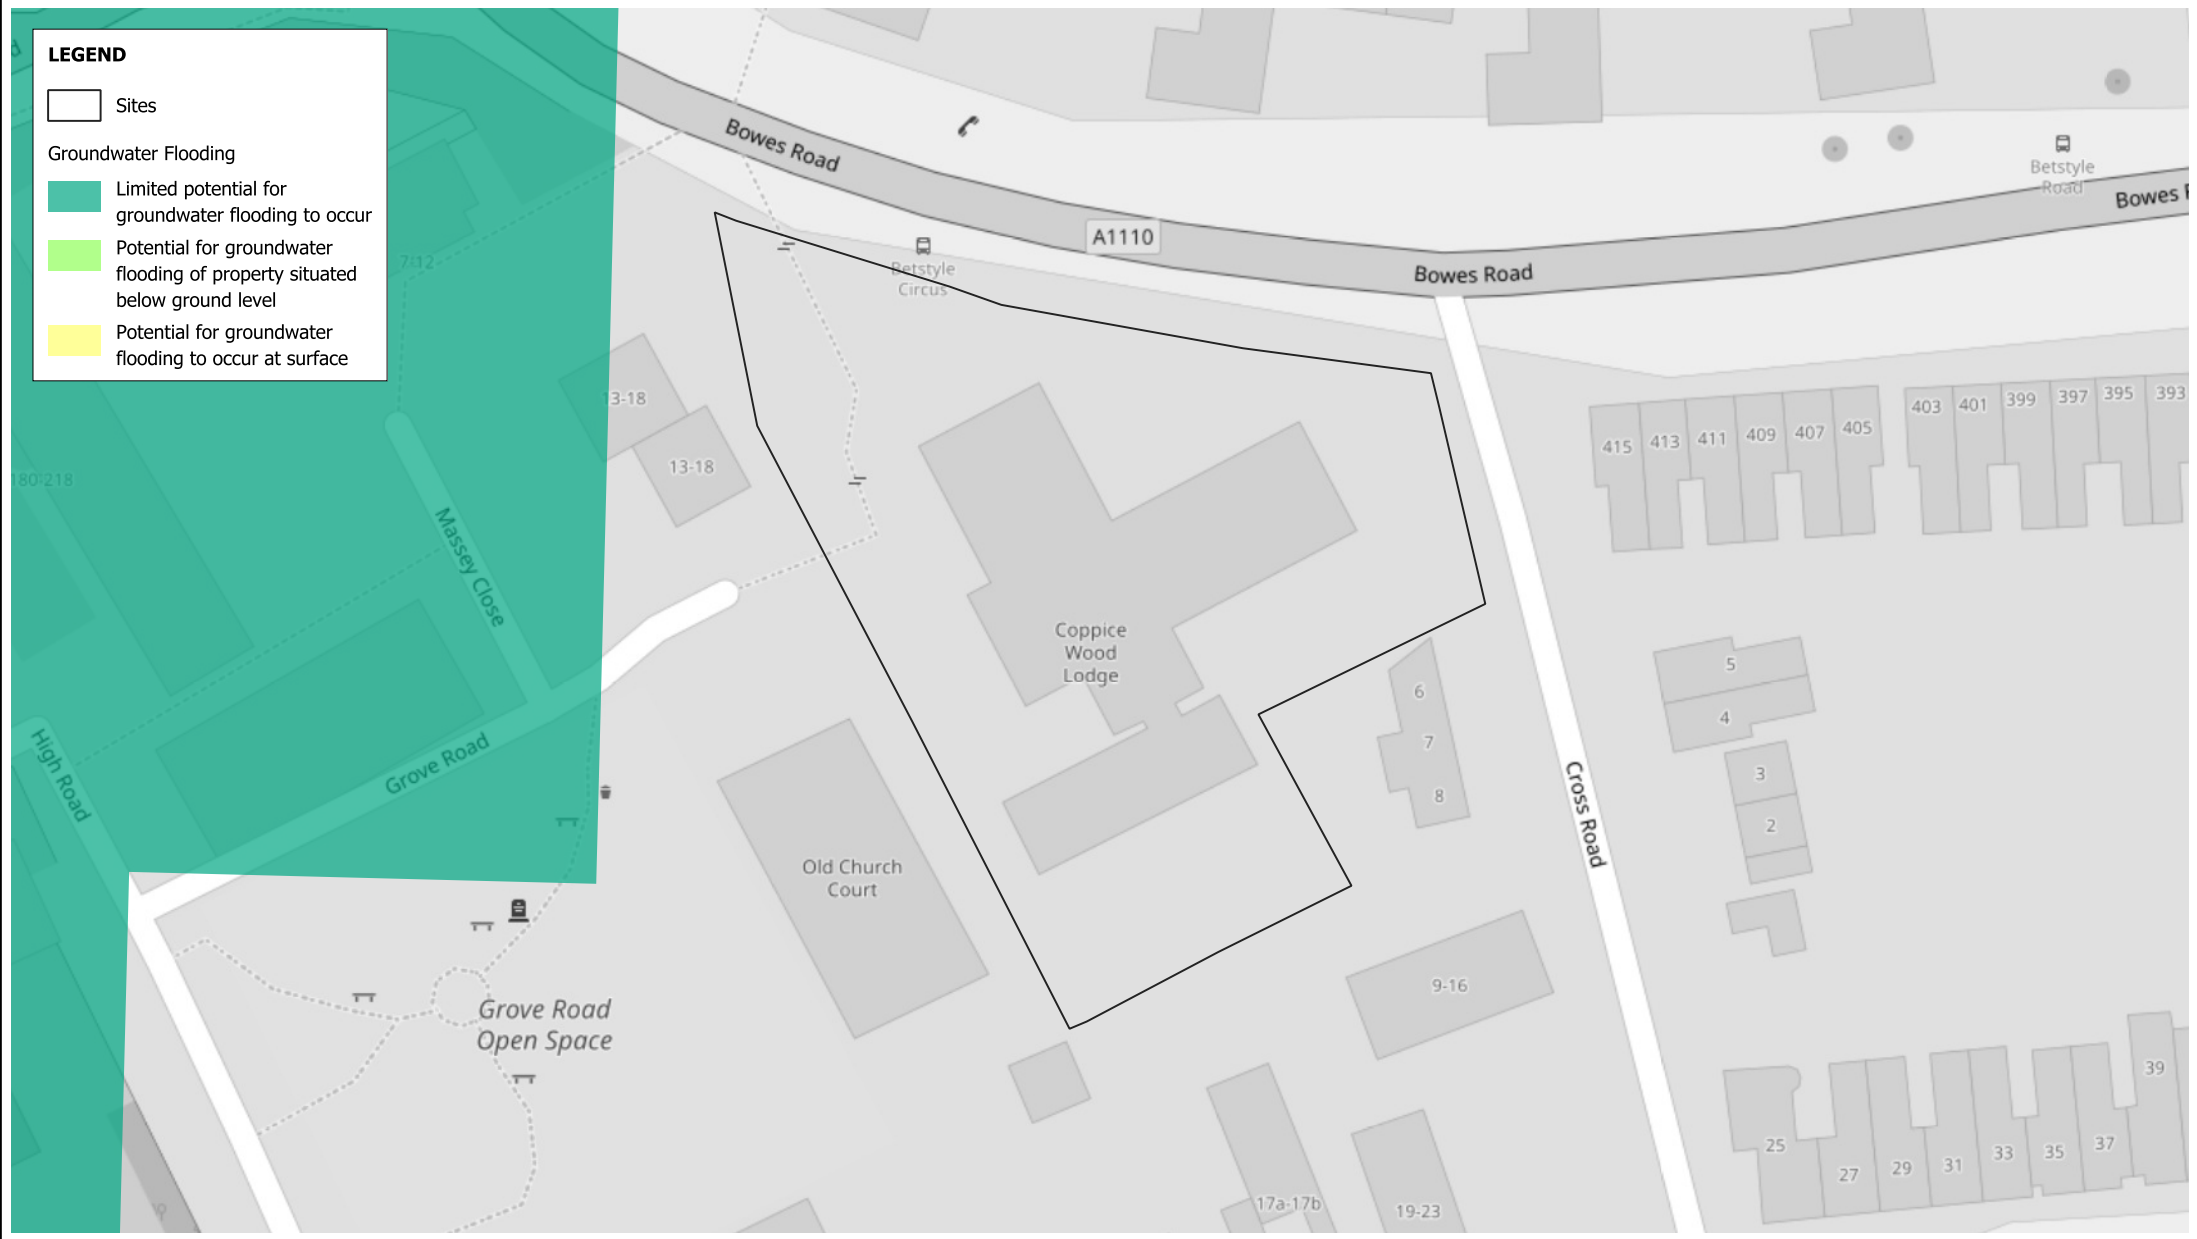 LEGEND
Sites
Groundwater Flooding
Limited potential for
groundwater flooding to occur
Potential for groundwater
flooding of property situated
below ground level
Potential for groundwater
flooding to occur at surface
d
Bowes Road
A1110
Bowes Road
Bowes R
Betstyle
Road
Betstyle
Circus
7-12
13-18
13-18
180-218
Massey Close
High Road
Grove Road
Coppice
Wood
Lodge
Old Church
Court
Grove Road
Open Space
Cross Road
415
413
411
409
407
405
403
401
399
397
395
393
5
4
3
2
6
7
8
9-16
17a-17b
19-23
25
27
29
31
33
35
37
39